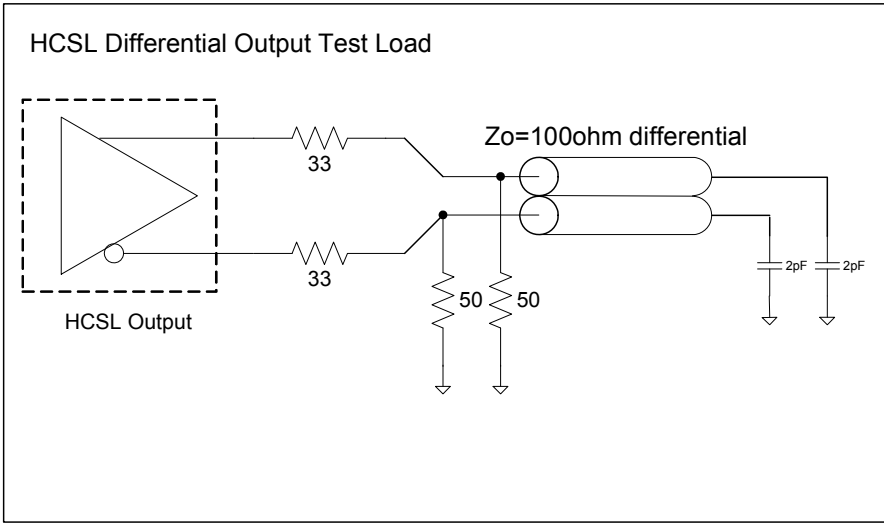 HCSL Differential Output Test Load
Zo=100ohm differential
33
33
50
50
2pF
2pF
HCSL Output